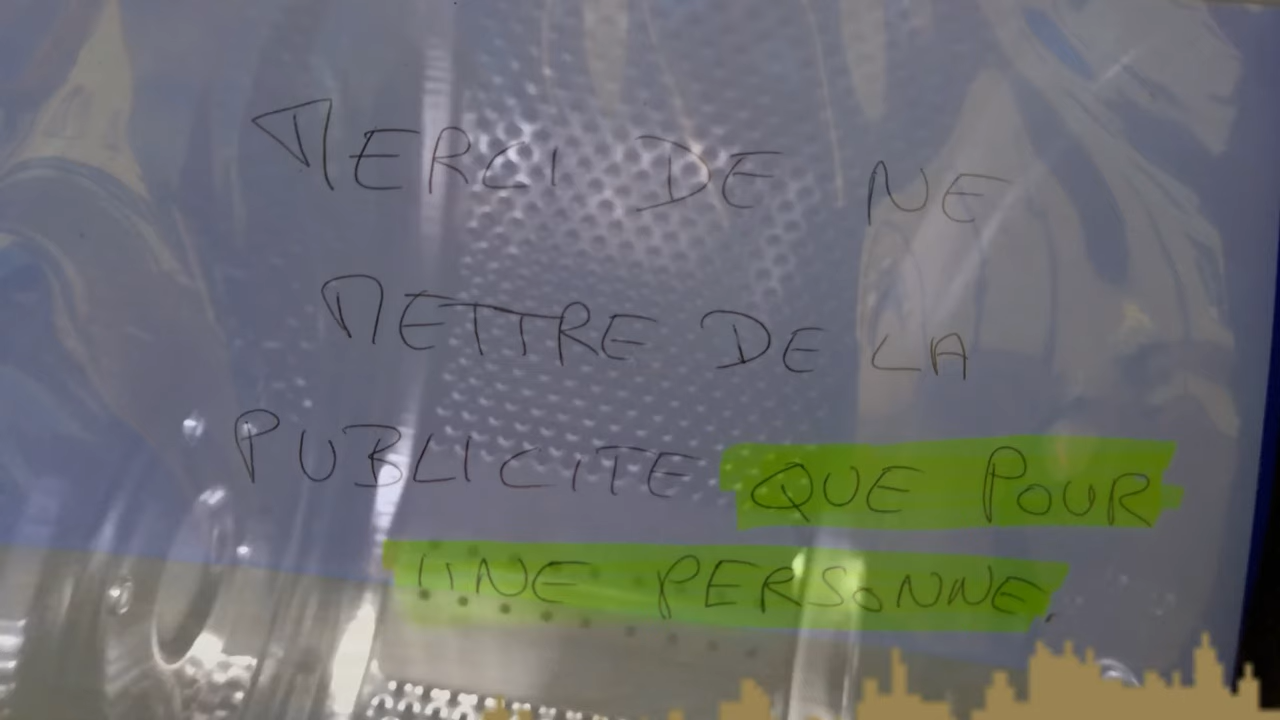 MERCI DE NE
METTRE DE LA
PUBLICITE QUE POUR
UNE PERSONNE.